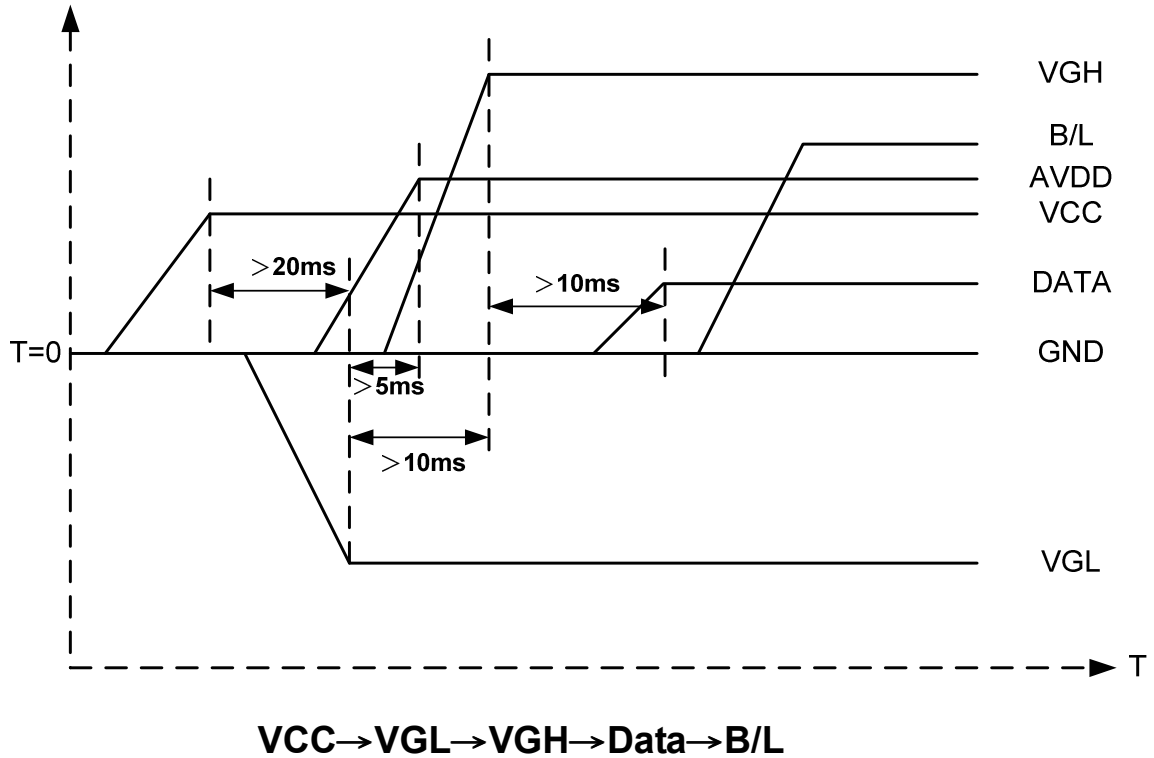 VGH
B/L
AVDD
VCC
>20ms
>10ms
DATA
T=0
GND
>5ms
>10ms
VGL
T
VCC→VGL→VGH→Data→B/L